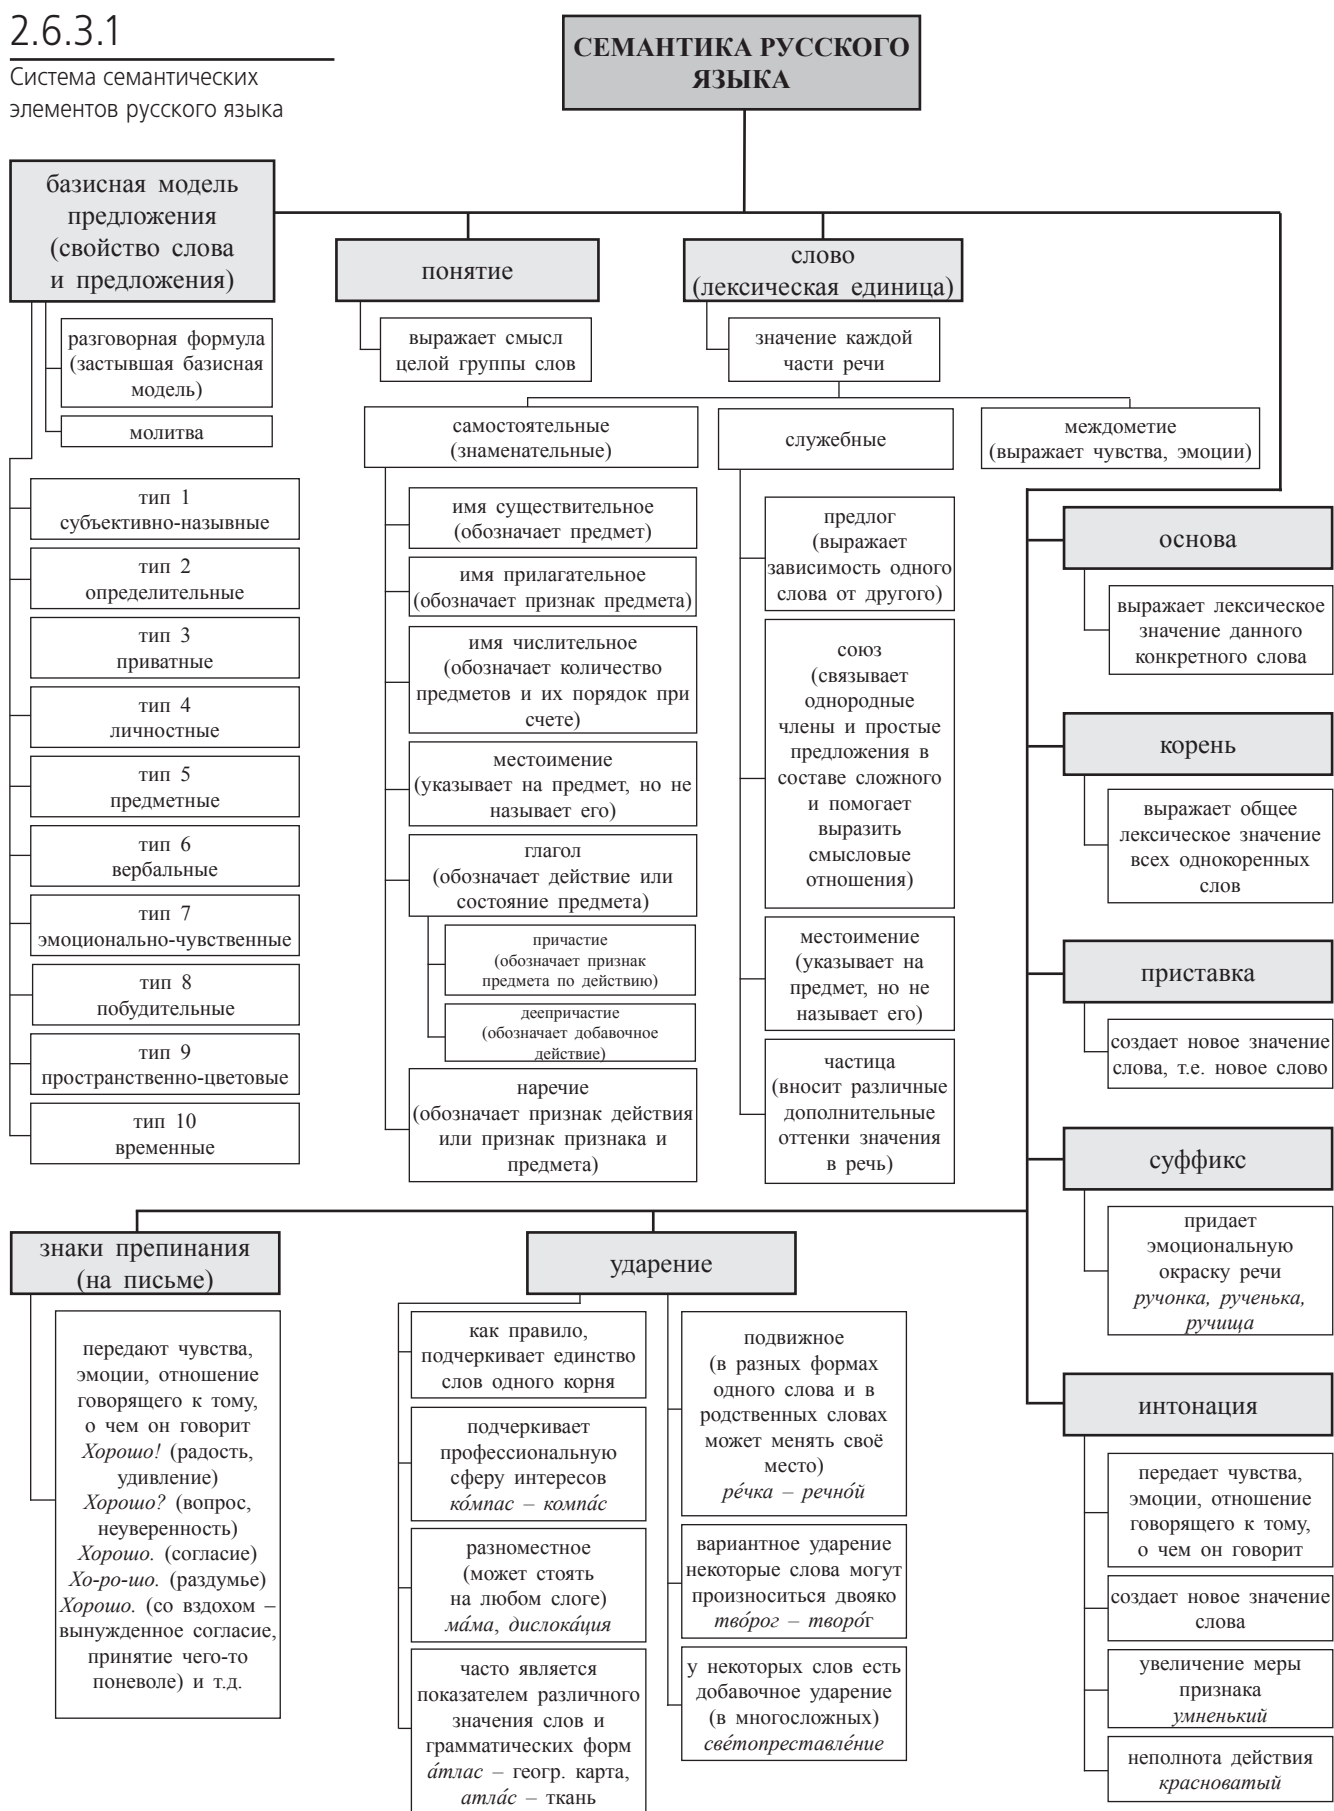 2.6.3.1
Система семантических
элементов русского языка
СЕМАНТИКА РУССКОГО
ЯЗЫКА
базисная модель
предложения
(свойство слова
и предложения)
разговорная формула
(застывшая базисная
модель)
молитва
тип 1
субъективно-назывные
тип 2
определительные
тип 3
приватные
тип 4
личностные
тип 5
предметные
тип 6
вербальные
тип 7
эмоционально-чувственные
тип 8
побудительные
тип 9
пространственно-цветовые
тип 10
временные
понятие
выражает смысл
целой группы слов
слово
(лексическая единица)
значение каждой
части речи
самостоятельные
(знаменательные)
имя существительное
(обозначает предмет)
имя прилагательное
(обозначает признак предмета)
имя числительное
(обозначает количество
предметов и их порядок при
счете)
местоимение
(указывает на предмет, но не
называет его)
глагол
(обозначает действие или
состояние предмета)
причастие
(обозначает признак
предмета по действию)
деепричастие
(обозначает добавочное
действие)
наречие
(обозначает признак действия
или признак признака и
предмета)
служебные
предлог
(выражает
зависимость одного
слова от другого)
союз
(связывает
однородные
члены и простые
предложения в
составе сложного
и помогает
выразить
смысловые
отношения)
местоимение
(указывает на
предмет, но не
называет его)
частица
(вносит различные
дополнительные
оттенки значения
в речь)
междометие
(выражает чувства, эмоции)
основа
выражает лексическое
значение данного
конкретного слова
корень
выражает общее
лексическое значение
всех однокоренных
слов
приставка
создает новое значение
слова, т.е. новое слово
суффикс
придает
эмоциональную
окраску речи
ручонка, рученька,
ручища
интонация
передает чувства,
эмоции, отношение
говорящего к тому,
о чем он говорит
создает новое значение
слова
увеличение меры
признака
умненький
неполнота действия
красноватый
знаки препинания
(на письме)
передают чувства,
эмоции, отношение
говорящего к тому,
о чем он говорит
Хорошо! (радость,
удивление)
Хорошо? (вопрос,
неуверенность)
Хорошо. (согласие)
Хо-ро-шо. (раздумье)
Хорошо. (со вздохом –
вынужденное согласие,
принятие чего-то
поневоле) и т.д.
ударение
как правило,
подчеркивает единство
слов одного корня
подчеркивает
профессиональную
сферу интересов
ко́мпас – компа́с
разноместное
(может стоять
на любом слоге)
ма́ма, дислока́ция
часто является
показателем различного
значения слов и
грамматических форм
а́тлас – геогр. карта,
атла́с – ткань
подвижное
(в разных формах
одного слова и в
родственных словах
может менять своё
место)
ре́чка – речно́й
вариантное ударение
некоторые слова могут
произноситься двояко
тво́рог – творо́г
у некоторых слов есть
добавочное ударение
(в многосложных)
све́топреставле́ние